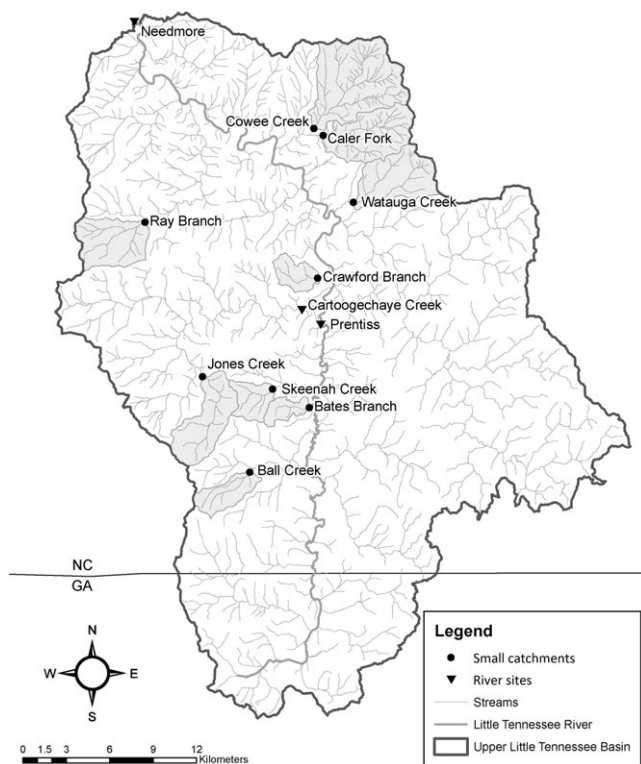 Needmore
Cowee Creek
Caler Fork
Watauga Creek
Ray Branch
Crawford Branch
Cartoogechaye Creek
Prentiss
Jones Creek
Skeenah Creek
Bates Branch
Ball Creek
NC
GA
N
W E
S
0 1.5 3 6 9 12
Kilometers
Legend
Small catchments
River sites
Streams
Little Tennessee River
Upper Little Tennessee Basin